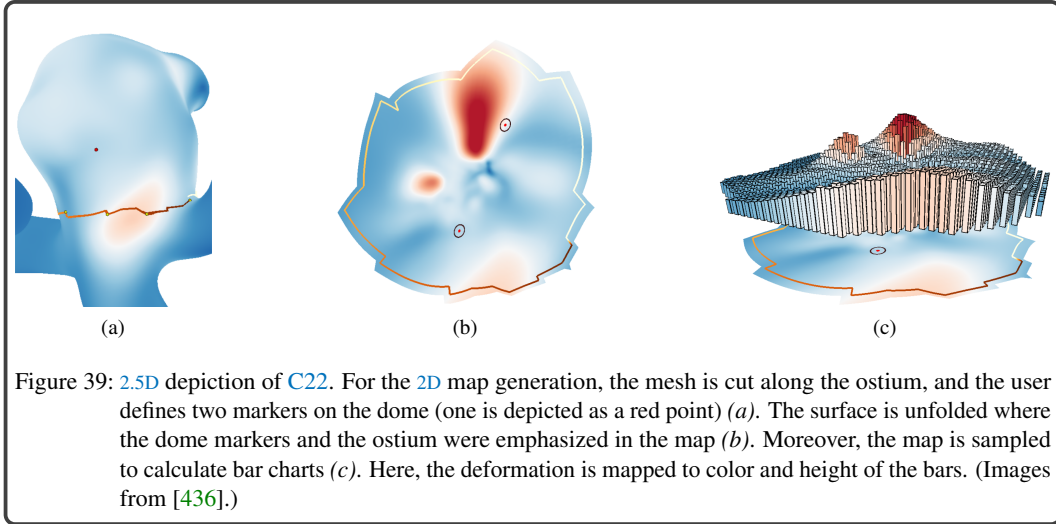 (a)
(b)
(c)
Figure 39: 2.5D depiction of C22. For the 2D map generation, the mesh is cut along the ostium, and the user
defines two markers on the dome (one is depicted as a red point) (a). The surface is unfolded where
the dome markers and the ostium were emphasized in the map (b). Moreover, the map is sampled
to calculate bar charts (c). Here, the deformation is mapped to color and height of the bars. (Images
from [436].)